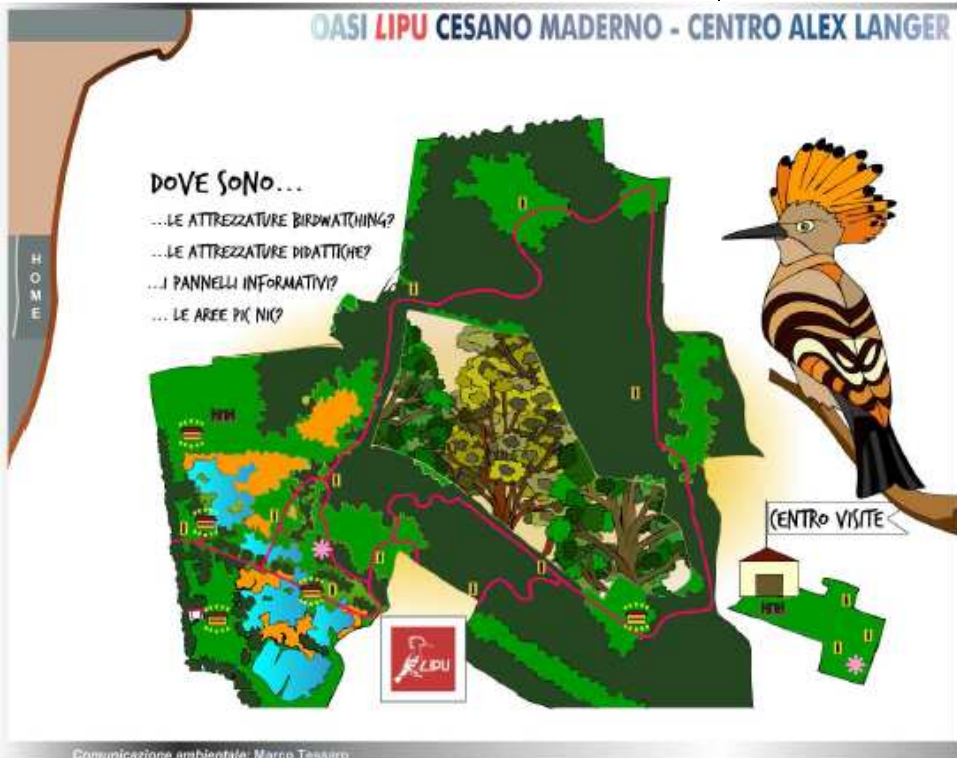 OASI LIPU CESANO MADERNO - CENTRO ALEX LANGER
DOVE SONO...
...LE ATTREZZATURE BIRDWATCHING?
...LE ATTREZZATURE DIDATTICHE?
...I PANNELLI INFORMATIVI?
... LE AREE PIC NIC?
HOME
CENTRO VISITE
LIPU
Comunicazione ambientale: Marco Tessaro